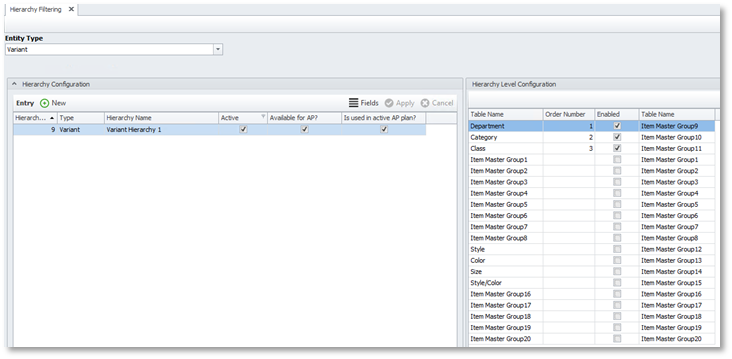 Hierarchy Filtering
Entity Type
Variant
Hierarchy Configuration
Entry New Fields Apply Cancel
Hierarch... Type Hierarchy Name Active Available for AP? Is used in active AP plan?
9 Variant Variant Hierarchy 1
Hierarchy Level Configuration
Table Name Order Number Enabled Table Name
Department 1 Item Master Group9
Category 2 Item Master Group10
Class 3 Item Master Group11
Item Master Group1 Item Master Group1
Item Master Group2 Item Master Group2
Item Master Group3 Item Master Group3
Item Master Group4 Item Master Group4
Item Master Group5 Item Master Group5
Item Master Group6 Item Master Group6
Item Master Group7 Item Master Group7
Item Master Group8 Item Master Group8
Style Item Master Group12
Color Item Master Group13
Size Item Master Group14
Style/Color Item Master Group15
Item Master Group16 Item Master Group16
Item Master Group17 Item Master Group17
Item Master Group18 Item Master Group18
Item Master Group19 Item Master Group19
Item Master Group20 Item Master Group20